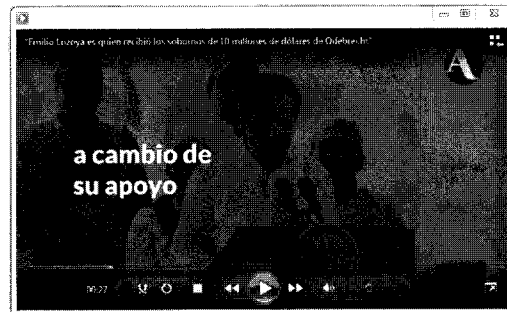 "Emilio Lozoya es quien recibió los sobornos de 10 millones de dólares de Odebrecht"
A
a cambio de
su apoyo
00:27